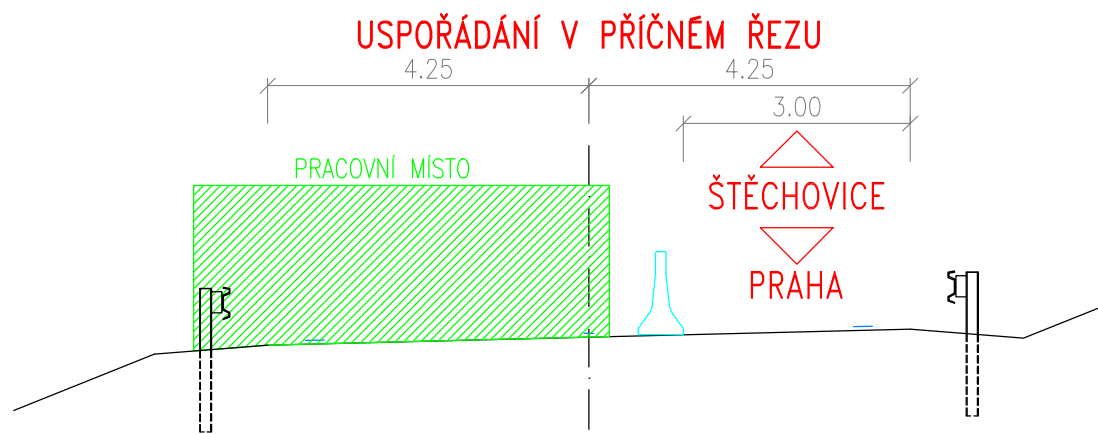 USPOŘÁDÁNÍ V PŘÍČNÉM ŘEZU
4.25 4.25
3.00
PRACOVNÍ MÍSTO
ŠTĚCHOVICE
PRAHA